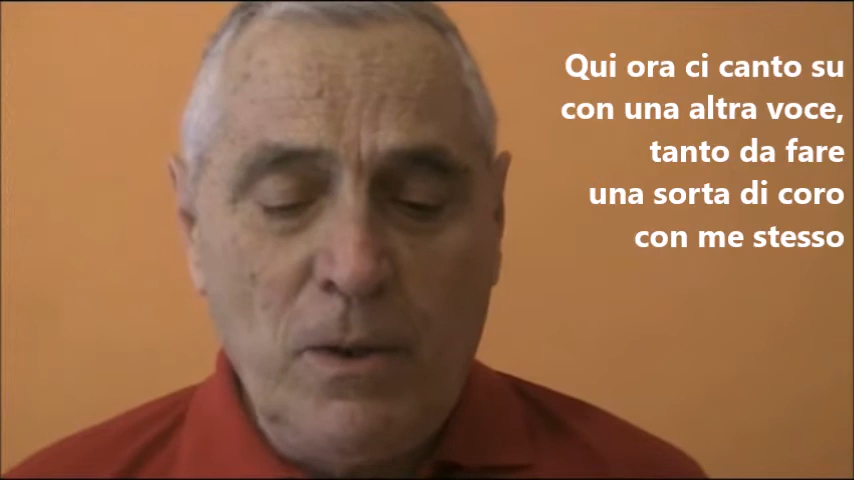 Qui ora ci canto su
con una altra voce,
tanto da fare
una sorta di coro
con me stesso